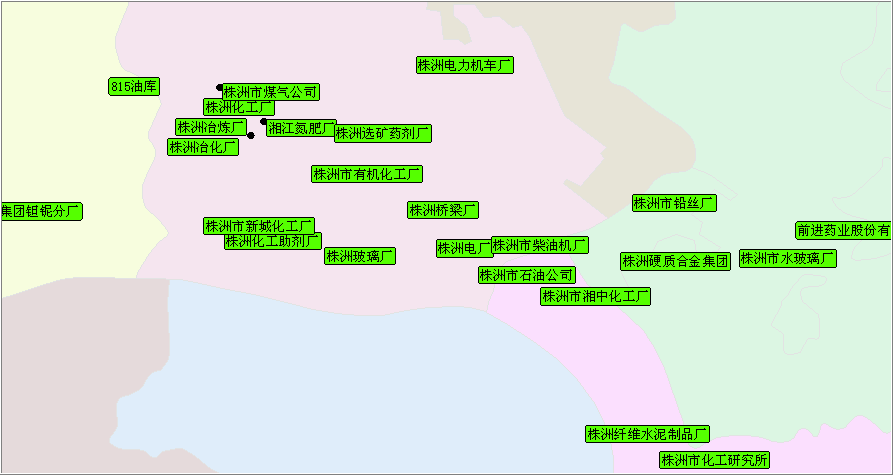 株洲电力机车厂
815油库
株洲市煤气公司
株洲化工厂
株洲冶炼厂
湘江氮肥厂
株洲选矿药剂厂
株洲冶化厂
株洲市有机化工厂
株洲市铅丝厂
集团钽铌分厂
株洲桥梁厂
株洲市新城化工厂
前进药业股份有
株洲化工助剂厂
株洲电厂
株洲市柴油机厂
株洲玻璃厂
株洲硬质合金集团
株洲市水玻璃厂
株洲市石油公司
株洲市湘中化工厂
株洲纤维水泥制品厂
株洲市化工研究所